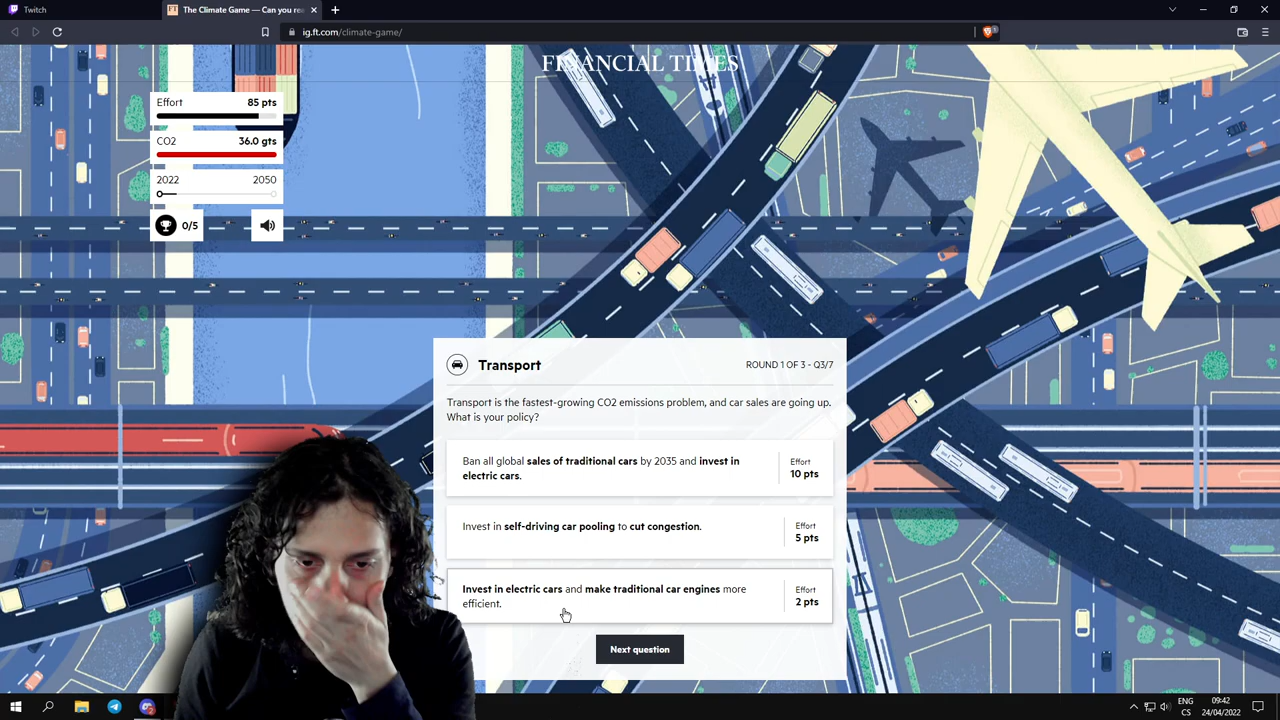 Twitch
The Climate Game — Can you rea
ig.ft.com/climate-game/
FINANCIAL TIMES
Effort 85 pts
CO2 36.0 gts
2022 2050
0/5
Transport ROUND 1 OF 3 - Q3/7
Transport is the fastest-growing CO2 emissions problem, and car sales are going up.
What is your policy?
Ban all global sales of traditional cars by 2035 and invest in
electric cars.
Effort
10 pts
Invest in self-driving car pooling to cut congestion.
Effort
5 pts
Invest in electric cars and make traditional car engines more
efficient.
Effort
2 pts
Next question
ENG
CS
09:42
24/04/2022